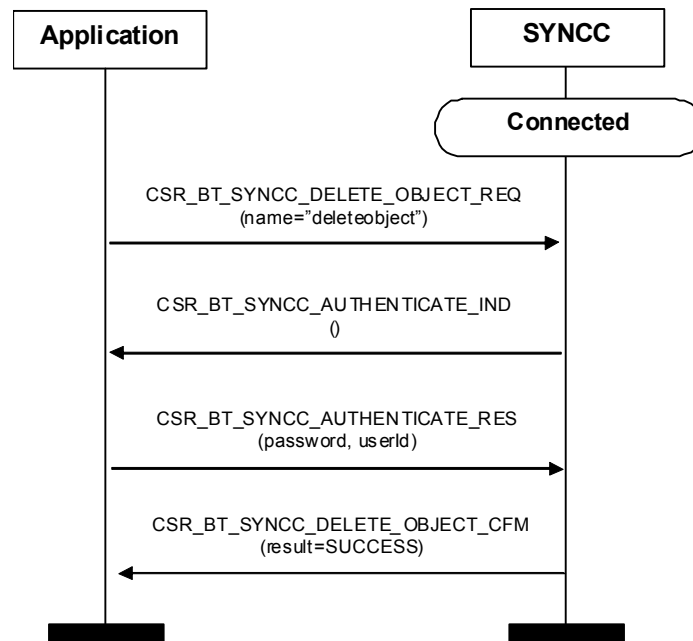 Application
SYNCC
Connected
CSR_BT_SYNCC_DELETE_OBJECT_REQ
(name=”deleteobject”)
CSR_BT_SYNCC_AUTHENTICATE_IND
()
CSR_BT_SYNCC_AUTHENTICATE_RES
(password, userId)
CSR_BT_SYNCC_DELETE_OBJECT_CFM
(result=SUCCESS)